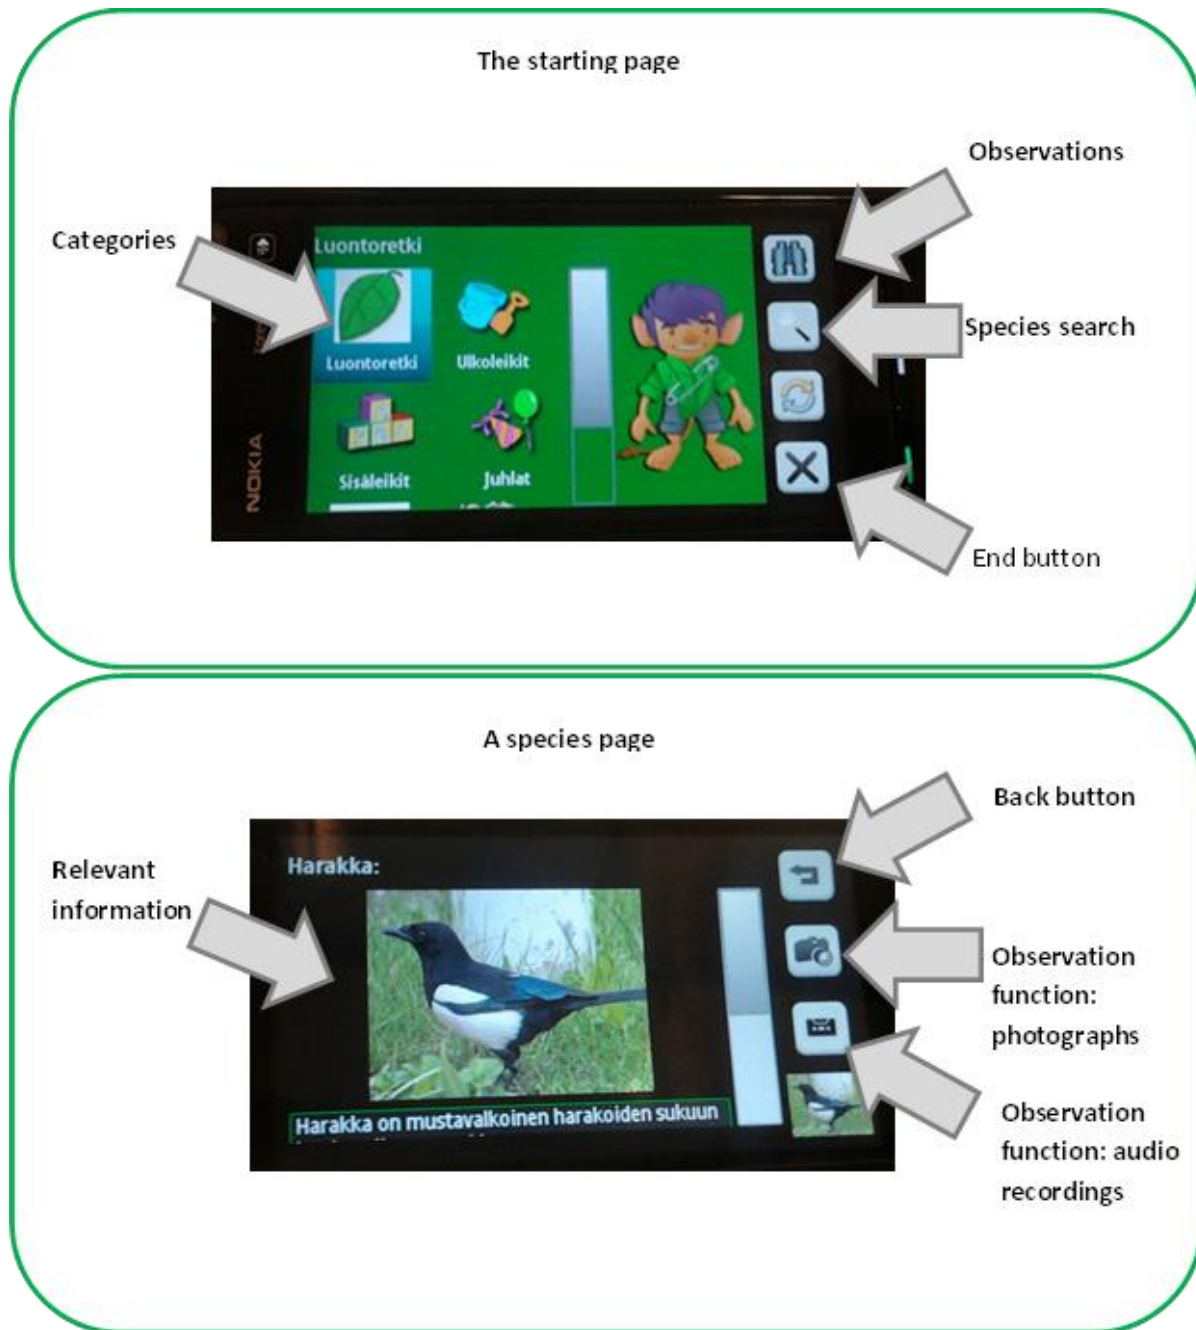 The starting page
Observations
Categories
Luontoretki
Species search
Luontoretki
Ulkoleikit
NOKIA
Sisäleikit
Juhlat
End button
A species page
Back button
Relevant
information
Harakka:
Observation
function:
photographs
Harakka on mustavalkoinen harakoiden sukuun
Observation
function: audio
recordings